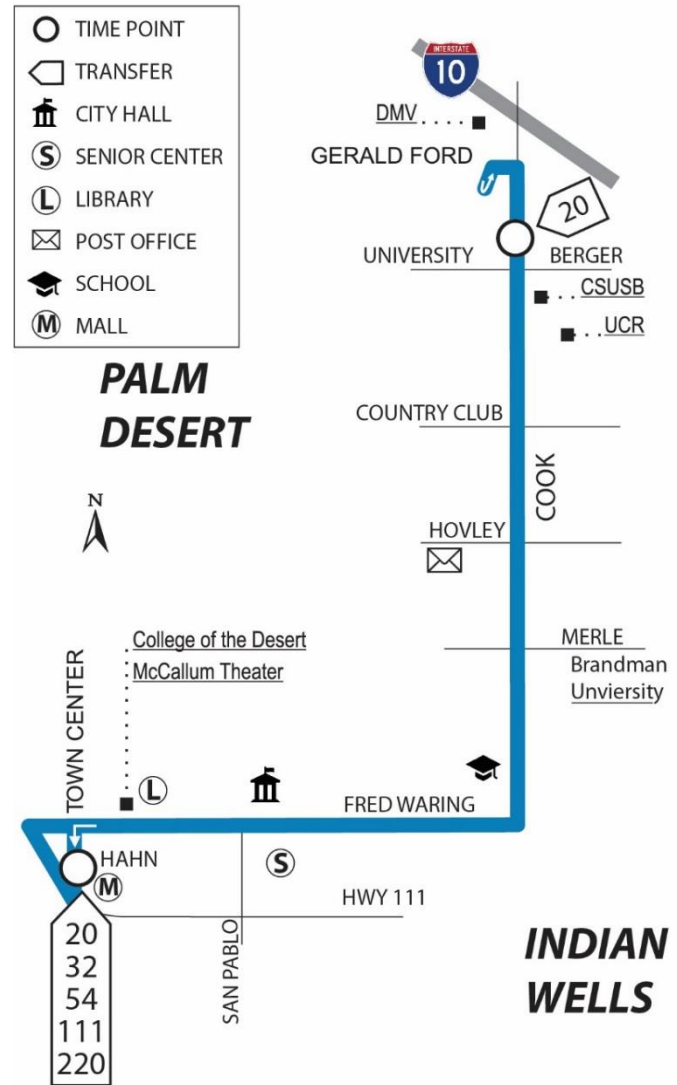 TIME POINT
TRANSFER
CITY HALL
S SENIOR CENTER
L LIBRARY
POST OFFICE
SCHOOL
M MALL
INTERSTATE
10
DMV
GERALD FORD
20
UNIVERSITY
BERGER
CSUSB
UCR
PALM
DESERT
COUNTRY CLUB
COOK
N
HOVLEY
MERLE
Brandman
Unviersity
College of the Desert
McCallum Theater
TOWN CENTER
L
FRED WARING
HAHN
M
S
HWY 111
SAN PABLO
20
32
54
111
220
INDIAN
WELLS